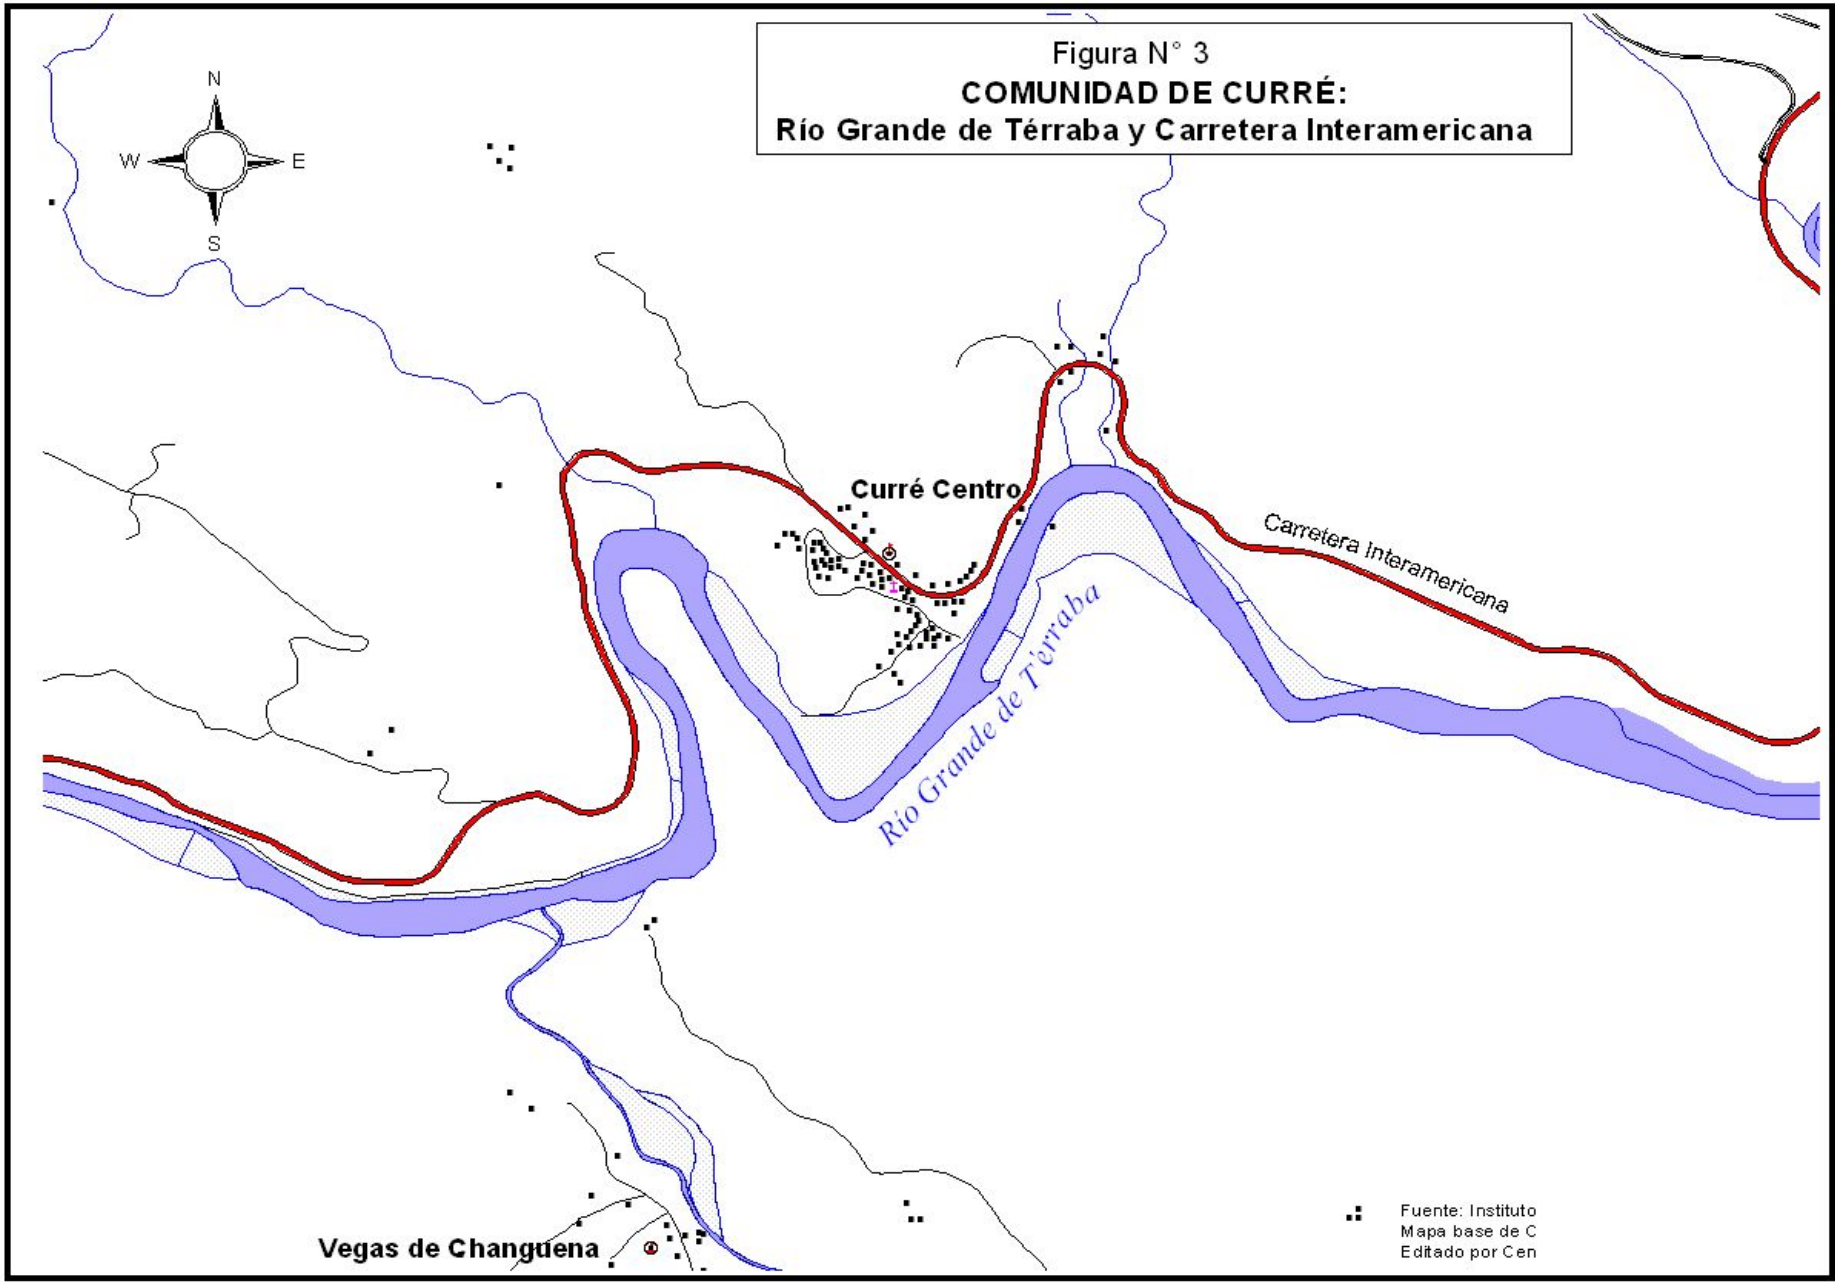 Figura N° 3
COMUNIDAD DE CURRÉ:
Río Grande de Térraba y Carretera Interamericana
N
W E
S
Curré Centro
Carretera Interamericana
Río Grande de T'erraba
Vegas de Changuena
Fuente: Instituto
Mapa base de C
Editado por Cen